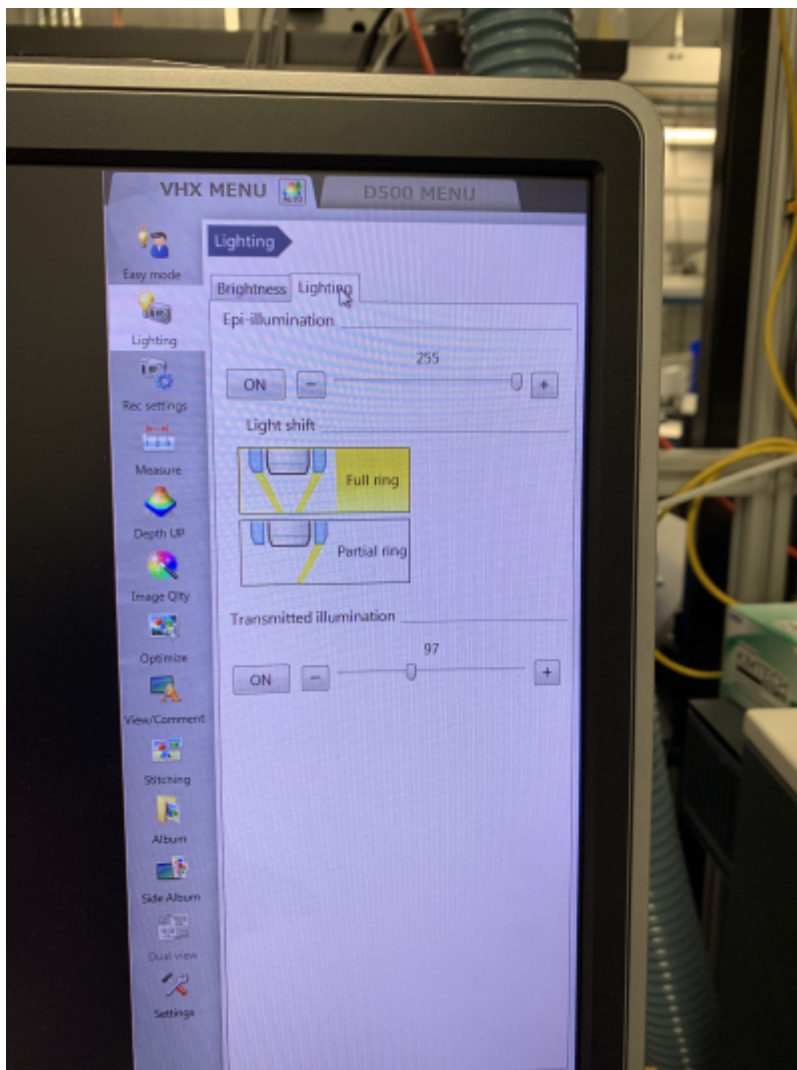 VHX MENU
D500 MENU
Easy mode
Lighting
Rec settings
Measure
Depth UP
Image Qlty
Optimize
View/Comment
Stitching
Album
Side Album
Dual view
Settings
Lighting
Brightness
Lighting
Epi-illumination
255
ON
−
+
Light shift
Full ring
Partial ring
Transmitted illumination
97
ON
−
+
KIMTECH